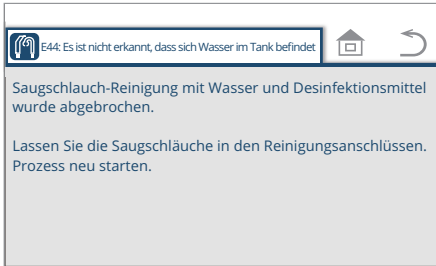 E44: Es ist nicht erkannt, dass sich Wasser im Tank befindet
Saugschlauch-Reinigung mit Wasser und Desinfektionsmittel
wurde abgebrochen.
Lassen Sie die Saugschläuche in den Reinigungsanschlüssen.
Prozess neu starten.